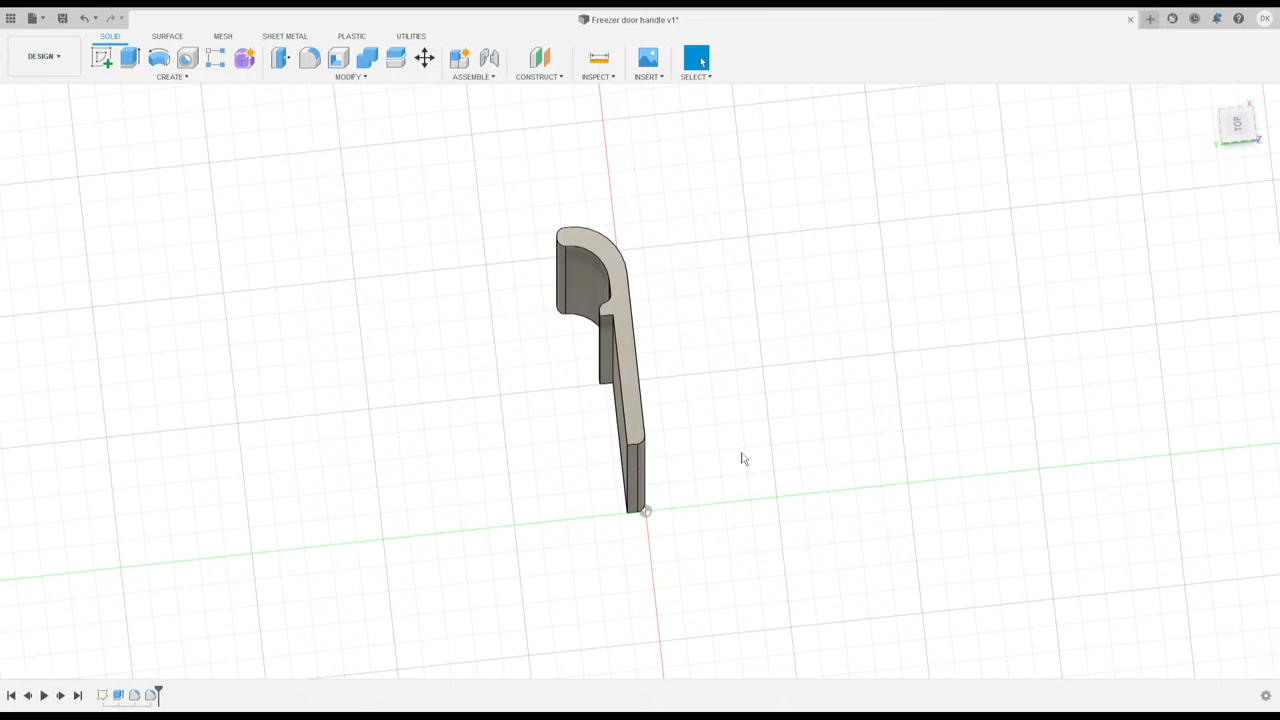 Freezer door handle v1*
DK
DESIGN
SOLID
SURFACE
MESH
SHEET METAL
PLASTIC
UTILITIES
CREATE
MODIFY
ASSEMBLE
CONSTRUCT
INSPECT
INSERT
SELECT
X
TOP
Y
Z